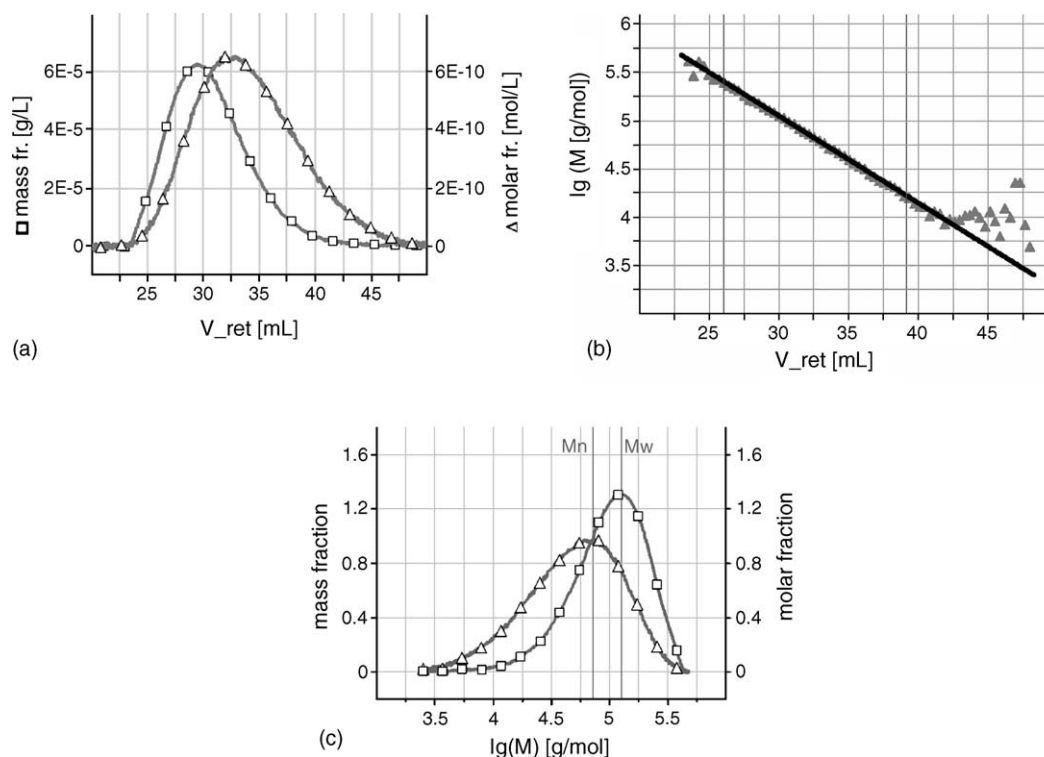 6E-5
4E-5
2E-5
0
□ mass fr. [g/L]
6E-10
4E-10
2E-10
0
△ molar fr. [mol/L]
25 30 35 40 45
V_ret [mL]
(a)
6
5.5
5
4.5
4
3.5
lg (M [g/mol])
25 30 35 40 45
V_ret [mL]
(b)
Mn Mw
1.6
1.2
0.8
0.4
0
mass fraction
1.6
1.2
0.8
0.4
0
molar fraction
3.5 4 4.5 5 5.5
lg(M) [g/mol]
(c)